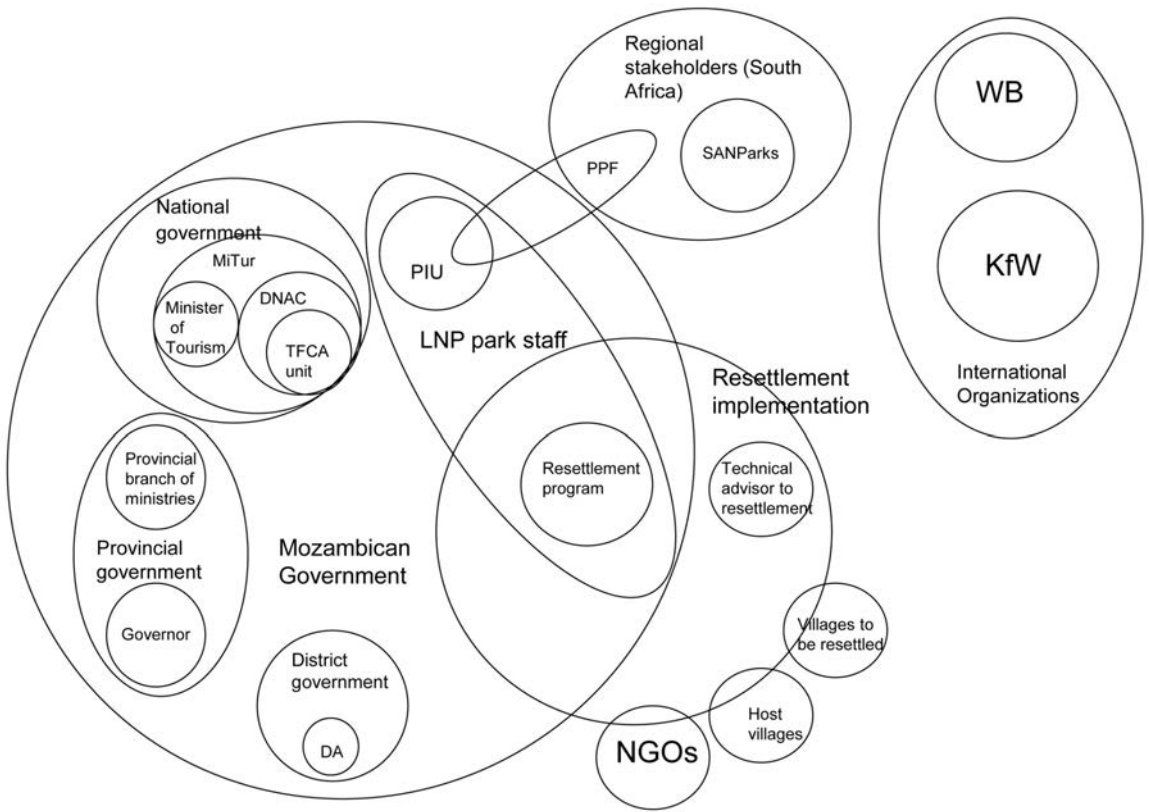 Regional
stakeholders (South
Africa)
SANParks
PPF
WB
KfW
International
Organizations
National
government
MiTur
Minister
of
Tourism
DNAC
TFCA
unit
PIU
LNP park staff
Resettlement
implementation
Resettlement
program
Technical
advisor to
resettlement
Provincial
branch of
ministries
Provincial
government
Governor
Mozambican
Government
District
government
DA
Villages to
be resettled
Host
villages
NGOs